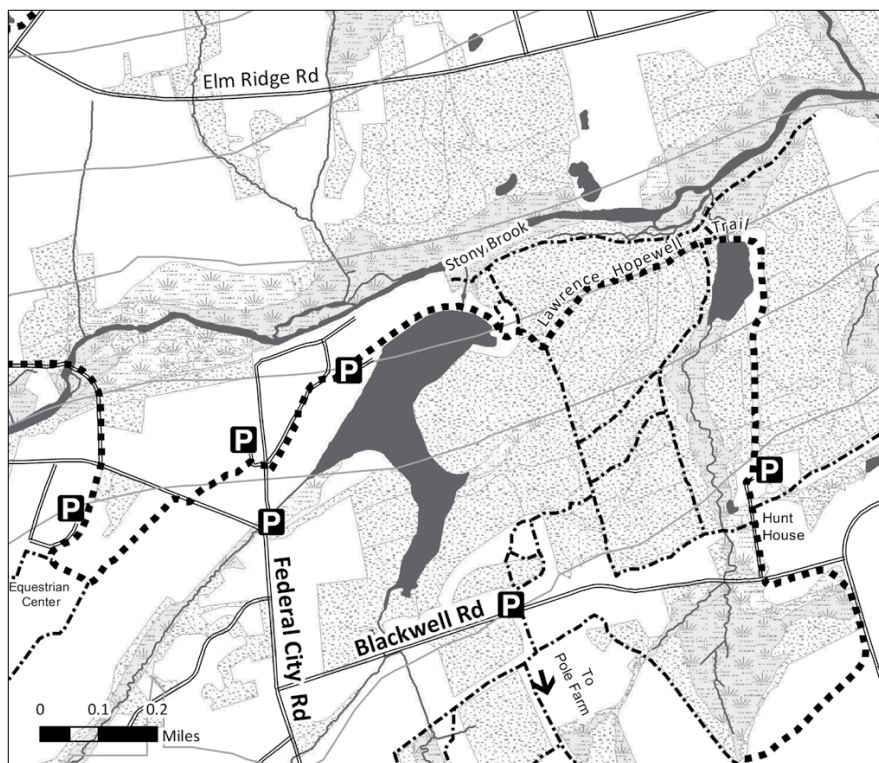 Elm Ridge Rd
Stony Brook
Lawrence Hopewell Trail
P
P
P
P
P
Hunt
House
P
Equestrian
Center
Federal City Rd
Blackwell Rd
To
Pole Farm
0 0.1 0.2
Miles